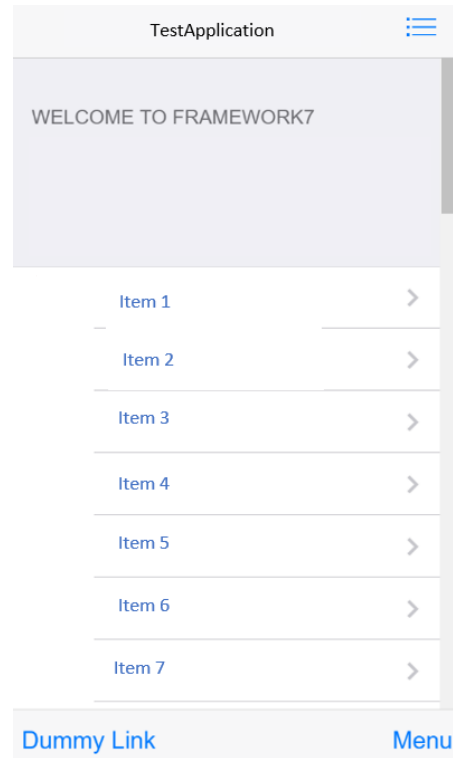 TestApplication
WELCOME TO FRAMEWORK7
Item 1
Item 2
Item 3
Item 4
Item 5
Item 6
Item 7
Dummy Link Menu